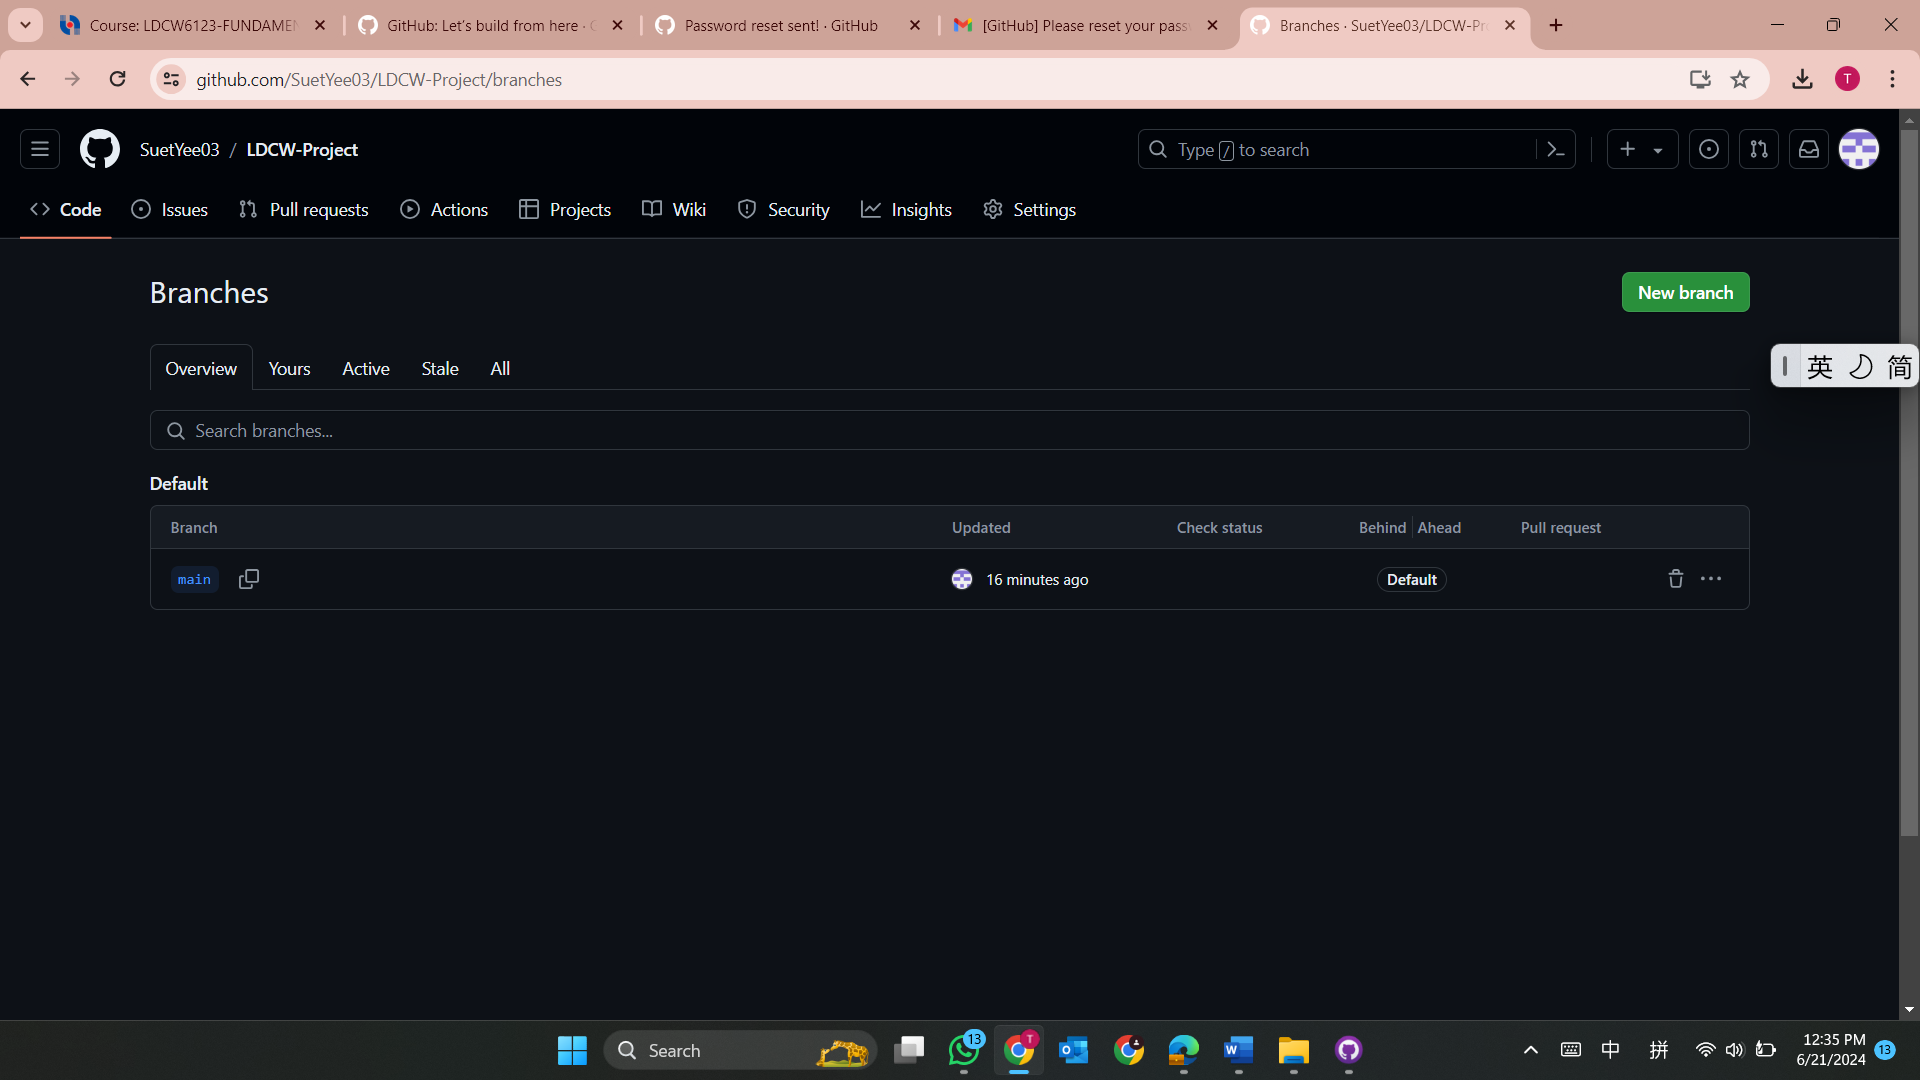 Course: LDCW6123-FUNDAMEN
GitHub: Let's build from here · G
Password reset sent! · GitHub
[GitHub] Please reset your passw
Branches · SuetYee03/LDCW-Pro
github.com/SuetYee03/LDCW-Project/branches
T
SuetYee03 / LDCW-Project
Type / to search
Code
Issues
Pull requests
Actions
Projects
Wiki
Security
Insights
Settings
Branches
New branch
英 简
Overview
Yours
Active
Stale
All
Search branches...
Default
Branch
Updated
Check status
Behind
Ahead
Pull request
main
16 minutes ago
Default
Search
13
T
中
拼
12:35 PM
6/21/2024
13